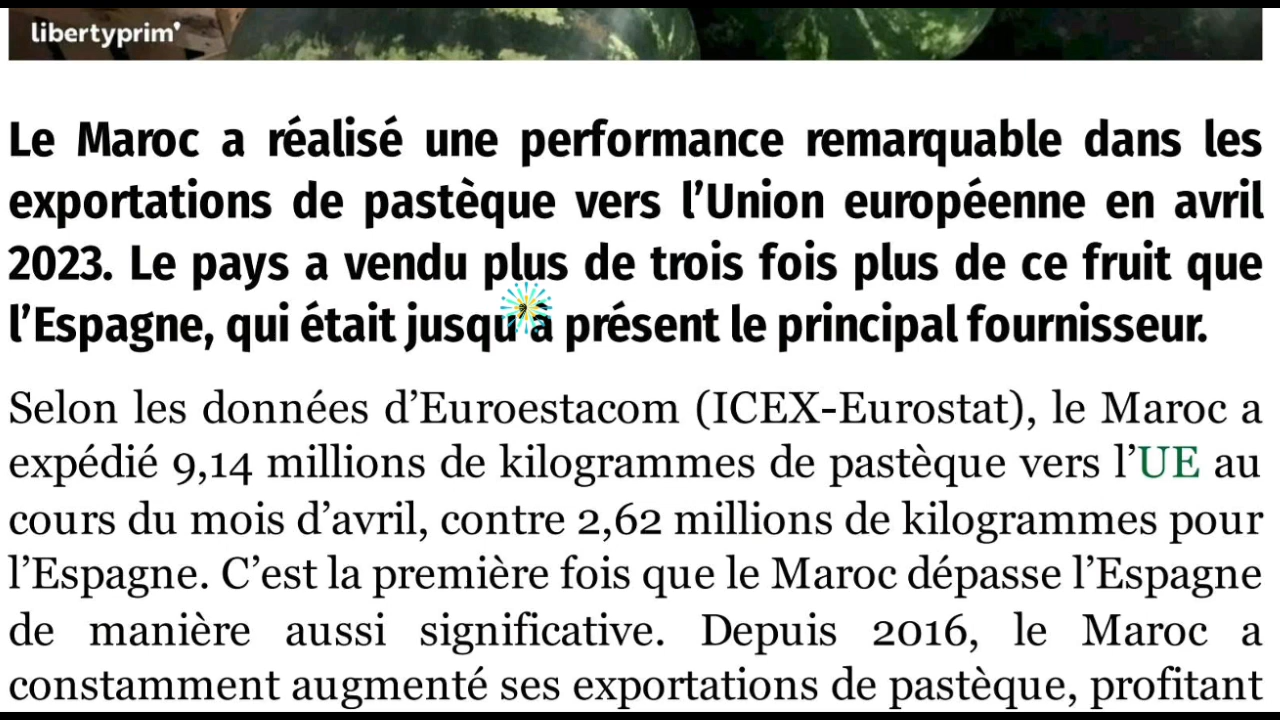 libertyprim'
Le Maroc a réalisé une performance remarquable dans les
exportations de pastèque vers l’Union européenne en avril
2023. Le pays a vendu plus de trois fois plus de ce fruit que
l’Espagne, qui était jusqu’à présent le principal fournisseur.
Selon les données d’Euroestacom (ICEX-Eurostat), le Maroc a
expédié 9,14 millions de kilogrammes de pastèque vers l’UE au
cours du mois d’avril, contre 2,62 millions de kilogrammes pour
l’Espagne. C’est la première fois que le Maroc dépasse l’Espagne
de manière aussi significative. Depuis 2016, le Maroc a
constamment augmenté ses exportations de pastèque, profitant